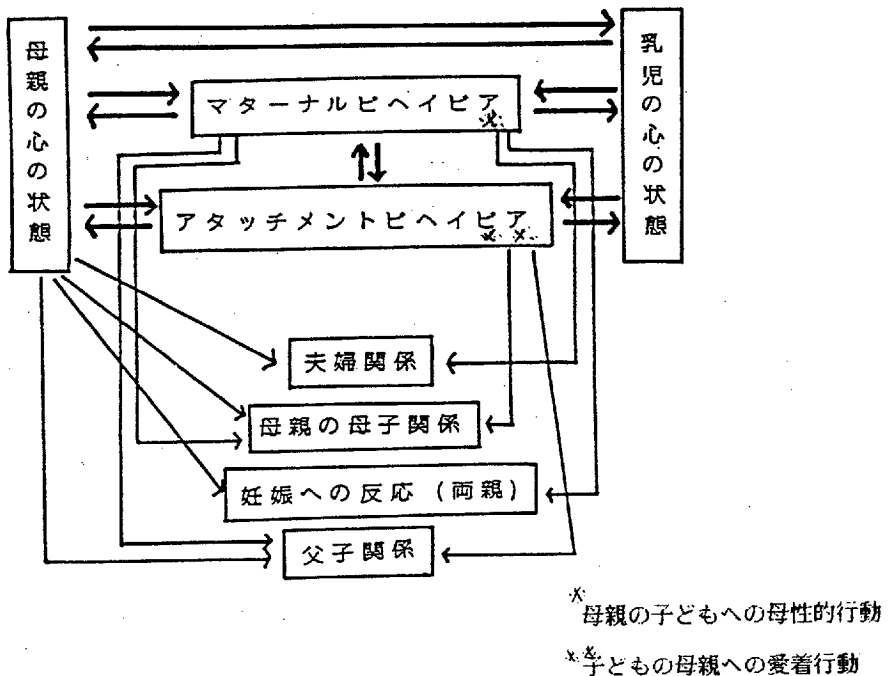 母親の心の状態
乳児の心の状態
マターナルビヘイビア※
アタッチメントビヘイビア※※
夫婦関係
母親の母子関係
妊娠への反応(両親)
父子関係
※母親の子どもへの母性的行動
※※子どもの母親への愛着行動